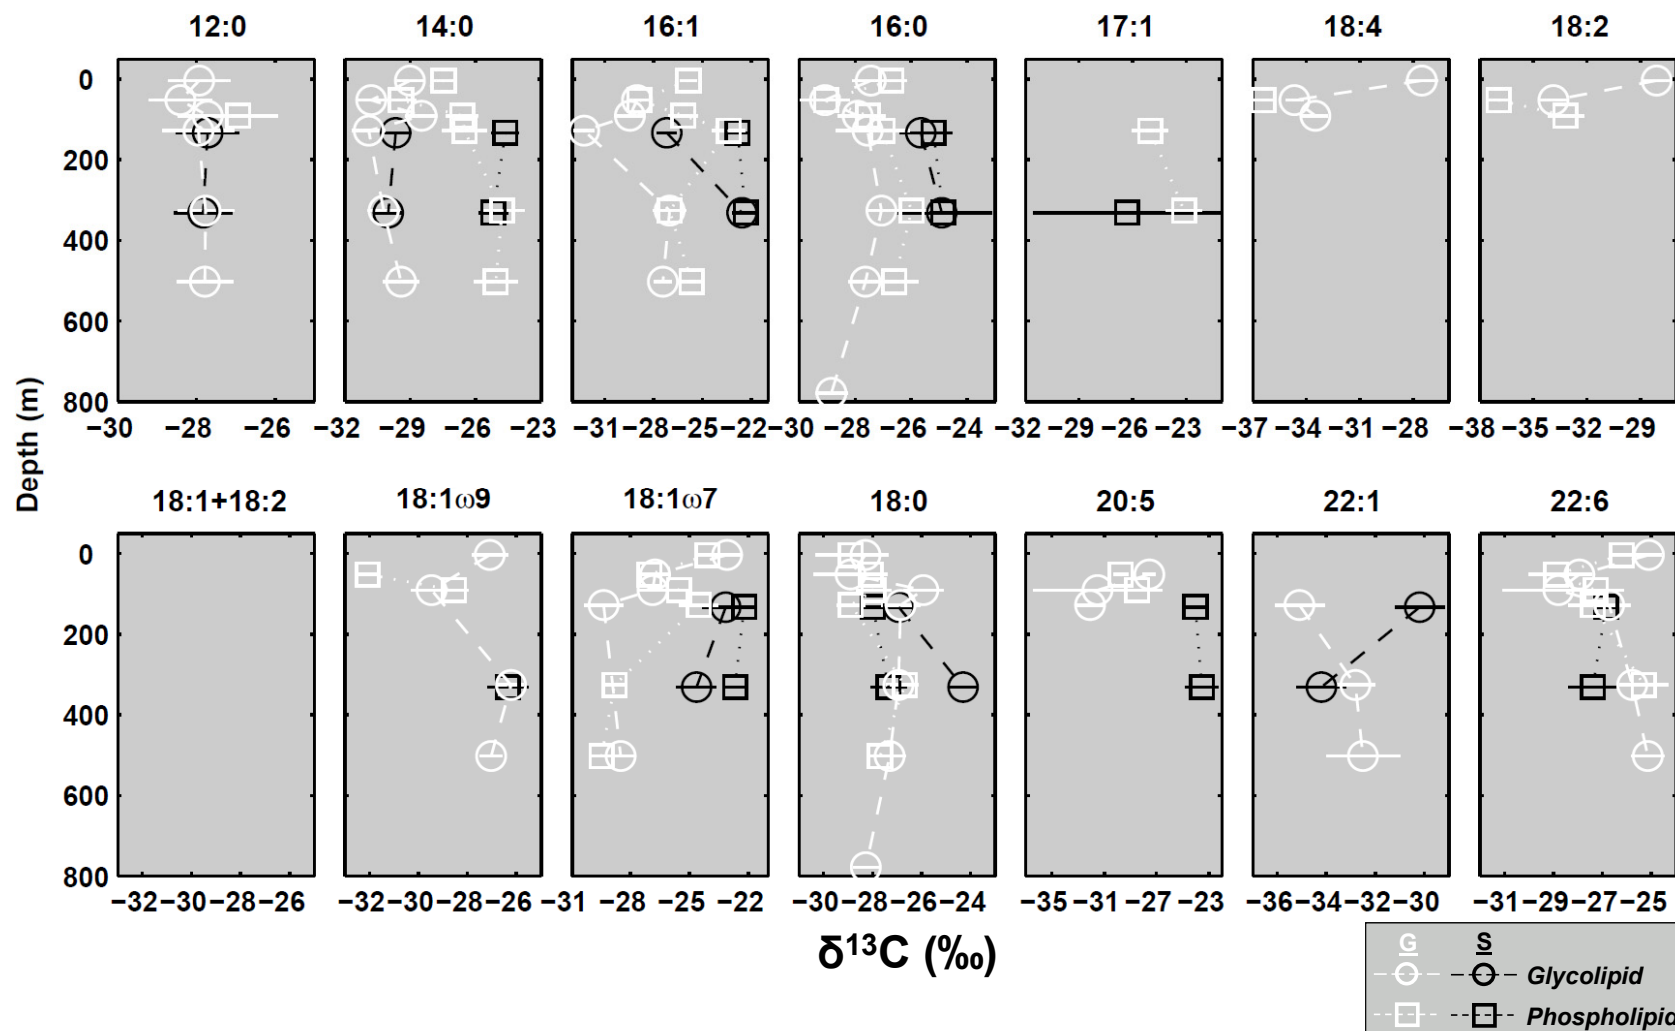 12:0 14:0 16:1 16:0 17:1 18:4 18:2
0
200
400
600
800
−30 −28 −26 −32 −29 −26 −23 −31 −28 −25 −22 −30 −28 −26 −24 −32 −29 −26 −23 −37 −34 −31 −28 −38 −35 −32 −29
Depth (m)
18:1+18:2 18:1ω9 18:1ω7 18:0 20:5 22:1 22:6
0
200
400
600
800
−32 −30 −28 −26 −32 −30 −28 −26 −31 −28 −25 −22 −30 −28 −26 −24 −35 −31 −27 −23 −36 −34 −32 −30 −31 −29 −27 −25
δ¹³C (‰)
G S
Glycolipid
Phospholipid